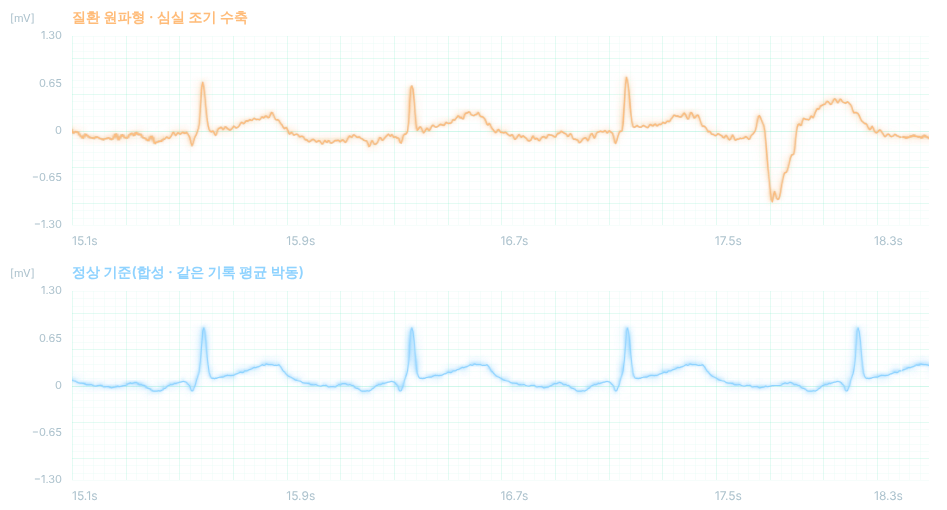 [mV] 질환 원파형 · 심실 조기 수축
1.30
0.65
0
−0.65
−1.30
15.1s 15.9s 16.7s 17.5s 18.3s
[mV] 정상 기준(합성 · 같은 기록 평균 박동)
1.30
0.65
0
−0.65
−1.30
15.1s 15.9s 16.7s 17.5s 18.3s